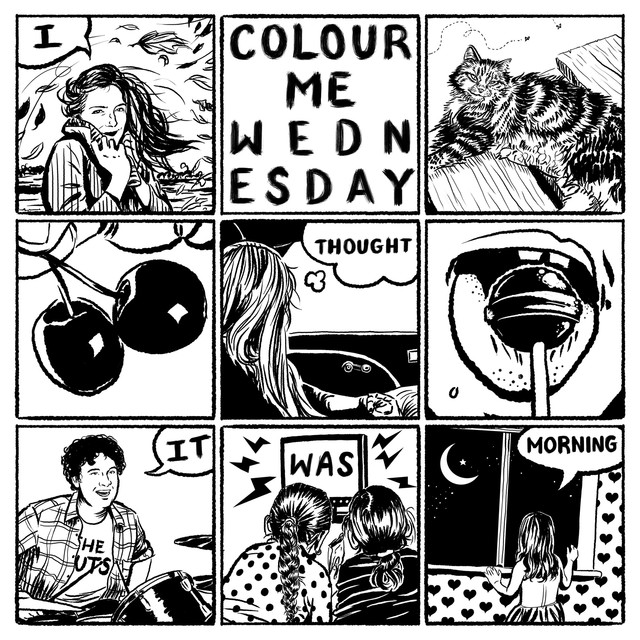 I
COLOUR
ME
WEDN
ESDAY
THOUGHT
IT
HE
UTS
WAS
MORNING